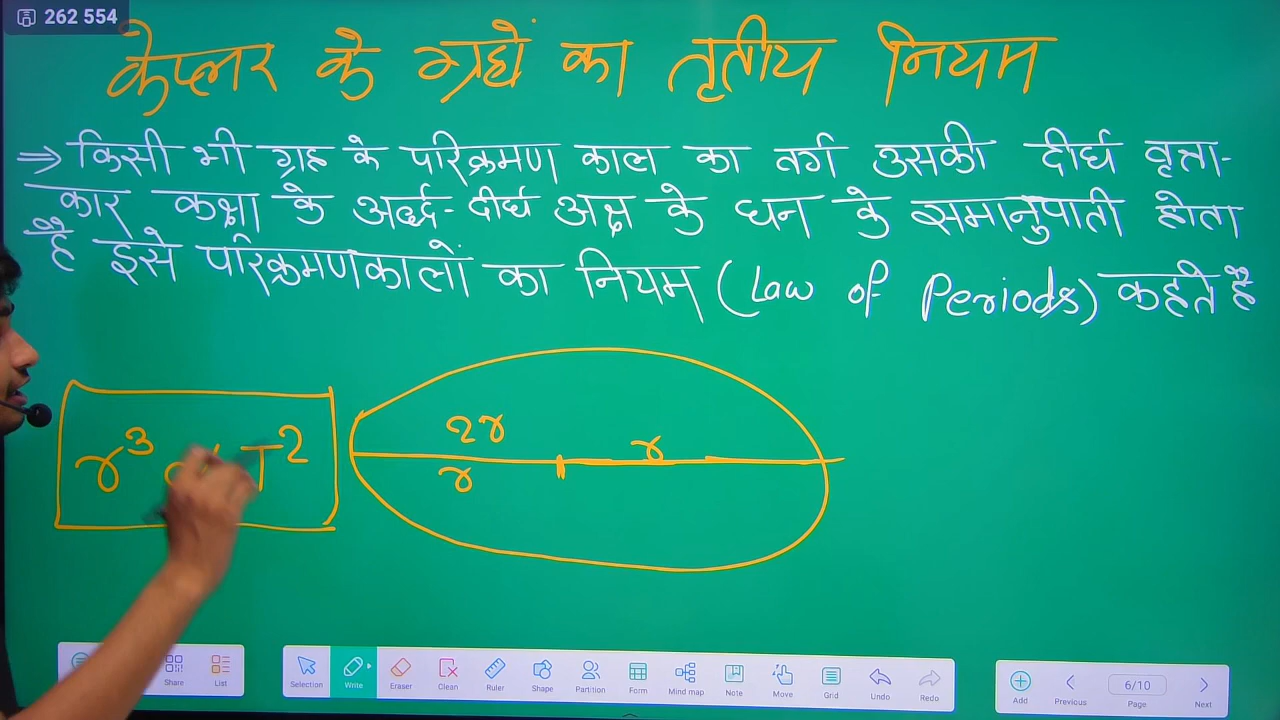 262 554
केप्लर के ग्रहों का तृतीय नियम
⇒ किसी भी ग्रह के परिक्रमण काल का वर्ग उसकी दीर्घ वृत्ता-
कार कक्षा के अर्द्ध-दीर्घ अक्ष के घन के समानुपाती होता
है इसे परिक्रमणकालों का नियम (Law of Periods) कहते है
r³ ∝ T²
2r
r
r
Share
List
Selection
Write
Eraser
Clean
Ruler
Shape
Partition
Form
Mind map
Note
Move
Grid
Undo
Redo
Add
Previous
6/10
Page
Next